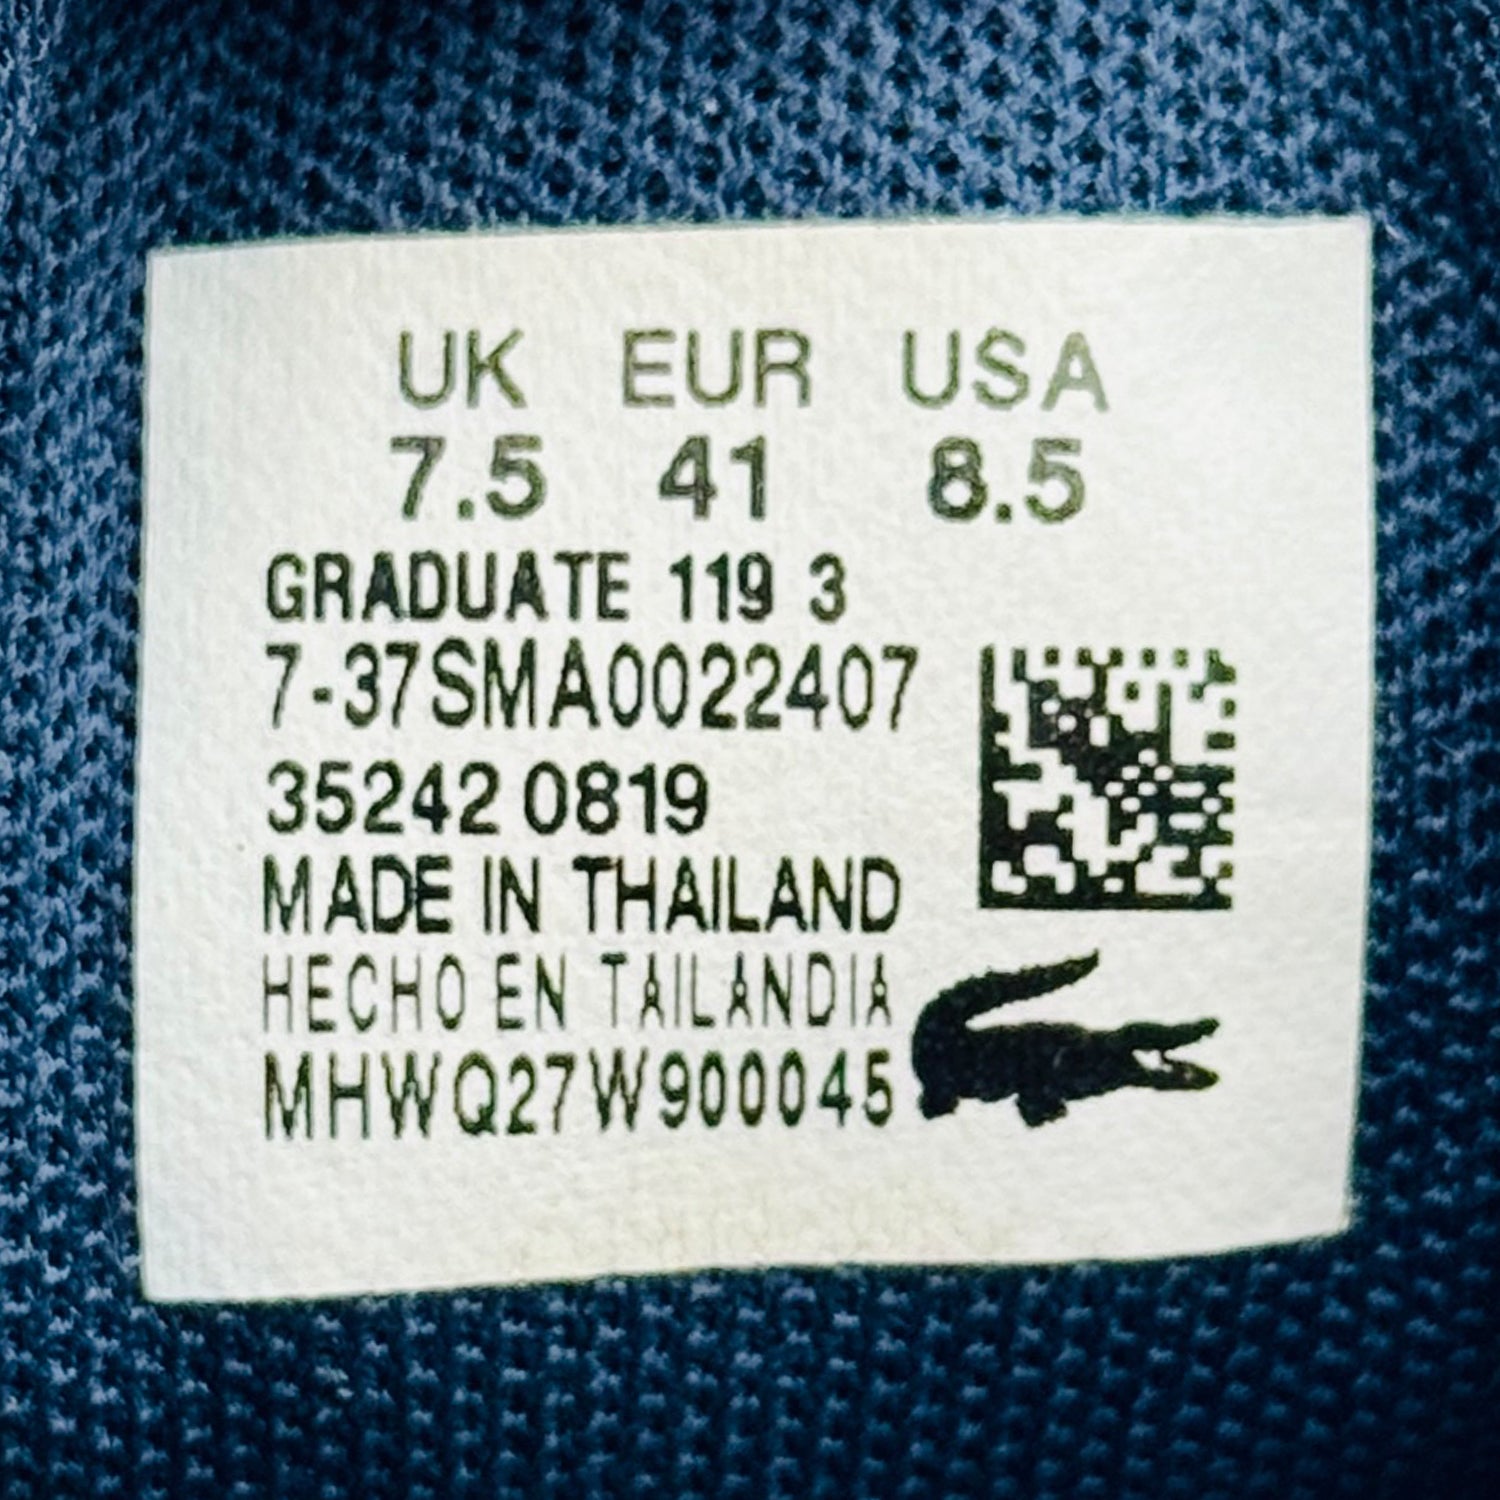 UK EUR USA
7.5 41 8.5
GRADUATE 119 3
7-37SMA0022407
35242 0819
MADE IN THAILAND
HECHO EN TAILANDIA
MHWQ27W900045